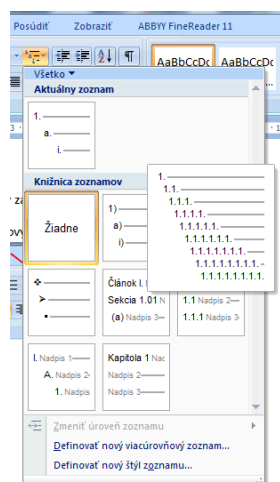 Posúdiť Zobraziť ABBYY FineReader 11
AaBbCcDc AaBbCcDc
Všetko
Aktuálny zoznam
1.
a.
i.
Knižnica zoznamov
Žiadne
1)
a)
i)
1.
1.1.
1.1.1.
1.1.1.1.
1.1.1.1.1.
1.1.1.1.1.1.
1.1.1.1.1.1.1.
1.1.1.1.1.1.1.1.
1.1.1.1.1.1.1.1.1.
Článok I.
Sekcia 1.01 N
(a) Nadpis 3
1.1 Nadpis 2
1.1.1 Nadpis 3
I. Nadpis 1
A. Nadpis 2
1. Nadpis
Kapitola 1 Nac
Nadpis 2
Nadpis 3
Zmeniť úroveň zoznamu
Definovať nový viacúrovňový zoznam...
Definovať nový štýl zoznamu...